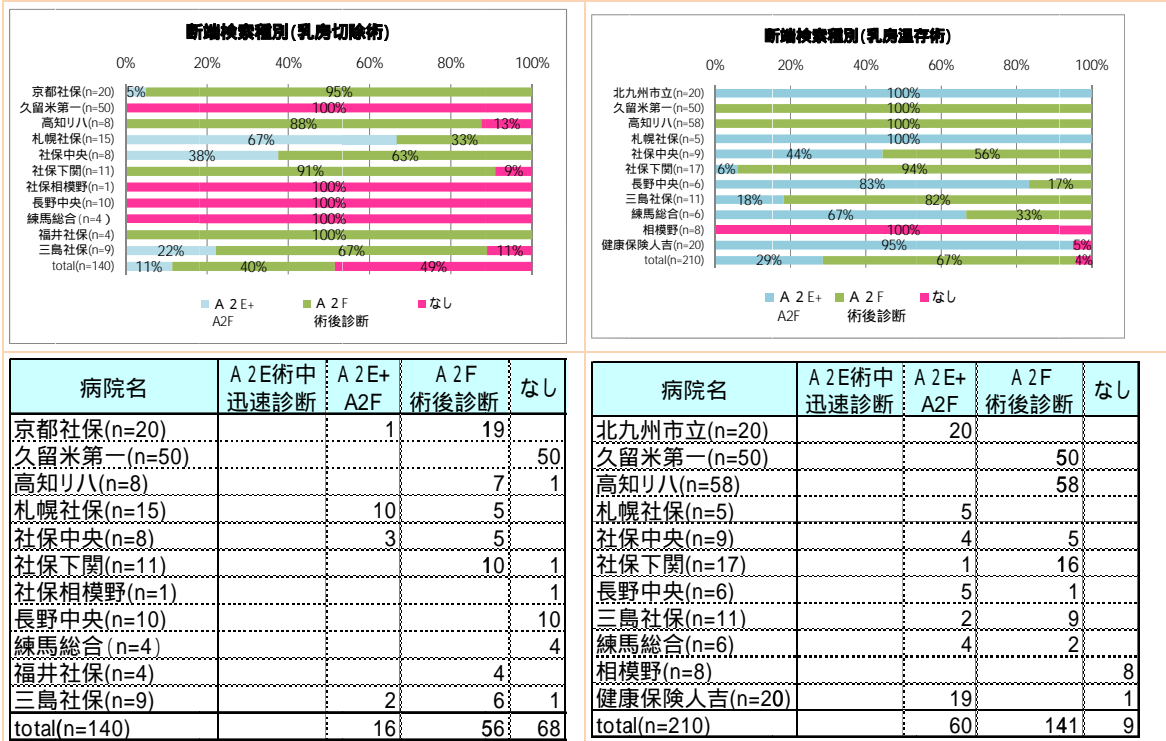 断端検索種別(乳房切除術)
0% 20% 40% 60% 80% 100%
京都社保(n=20) 5% 95%
久留米第一(n=50) 100%
高知リハ(n=8) 88% 13%
札幌社保(n=15) 67% 33%
社保中央(n=8) 38% 63%
社保下関(n=11) 91% 9%
社保相模野(n=1) 100%
長野中央(n=10) 100%
練馬総合(n=4) 100%
福井社保(n=4) 100%
三島社保(n=9) 22% 67% 11%
total(n=140) 11% 40% 49%
A2E+ A2F なし
A2F 術後診断
断端検索種別(乳房温存術)
0% 20% 40% 60% 80% 100%
北九州市立(n=20) 100%
久留米第一(n=50) 100%
高知リハ(n=58) 100%
札幌社保(n=5) 100%
社保中央(n=9) 44% 56%
社保下関(n=17) 6% 94%
長野中央(n=6) 83% 17%
三島社保(n=11) 18% 82%
練馬総合(n=6) 67% 33%
相模野(n=8) 100%
健康保険人吉(n=20) 95% 5%
total(n=210) 29% 67% 4%
A2E+ A2F なし
A2F 術後診断
病院名 A2E術中 A2E+ A2F なし
迅速診断 A2F 術後診断
京都社保(n=20) 1 19
久留米第一(n=50) 50
高知リハ(n=8) 7 1
札幌社保(n=15) 10 5
社保中央(n=8) 3 5
社保下関(n=11) 10 1
社保相模野(n=1) 1
長野中央(n=10) 10
練馬総合(n=4) 4
福井社保(n=4) 4
三島社保(n=9) 2 6 1
total(n=140) 16 56 68
病院名 A2E術中 A2E+ A2F なし
迅速診断 A2F 術後診断
北九州市立(n=20) 20
久留米第一(n=50) 50
高知リハ(n=58) 58
札幌社保(n=5) 5
社保中央(n=9) 4 5
社保下関(n=17) 1 16
長野中央(n=6) 5 1
三島社保(n=11) 2 9
練馬総合(n=6) 4 2
相模野(n=8) 8
健康保険人吉(n=20) 19 1
total(n=210) 60 141 9